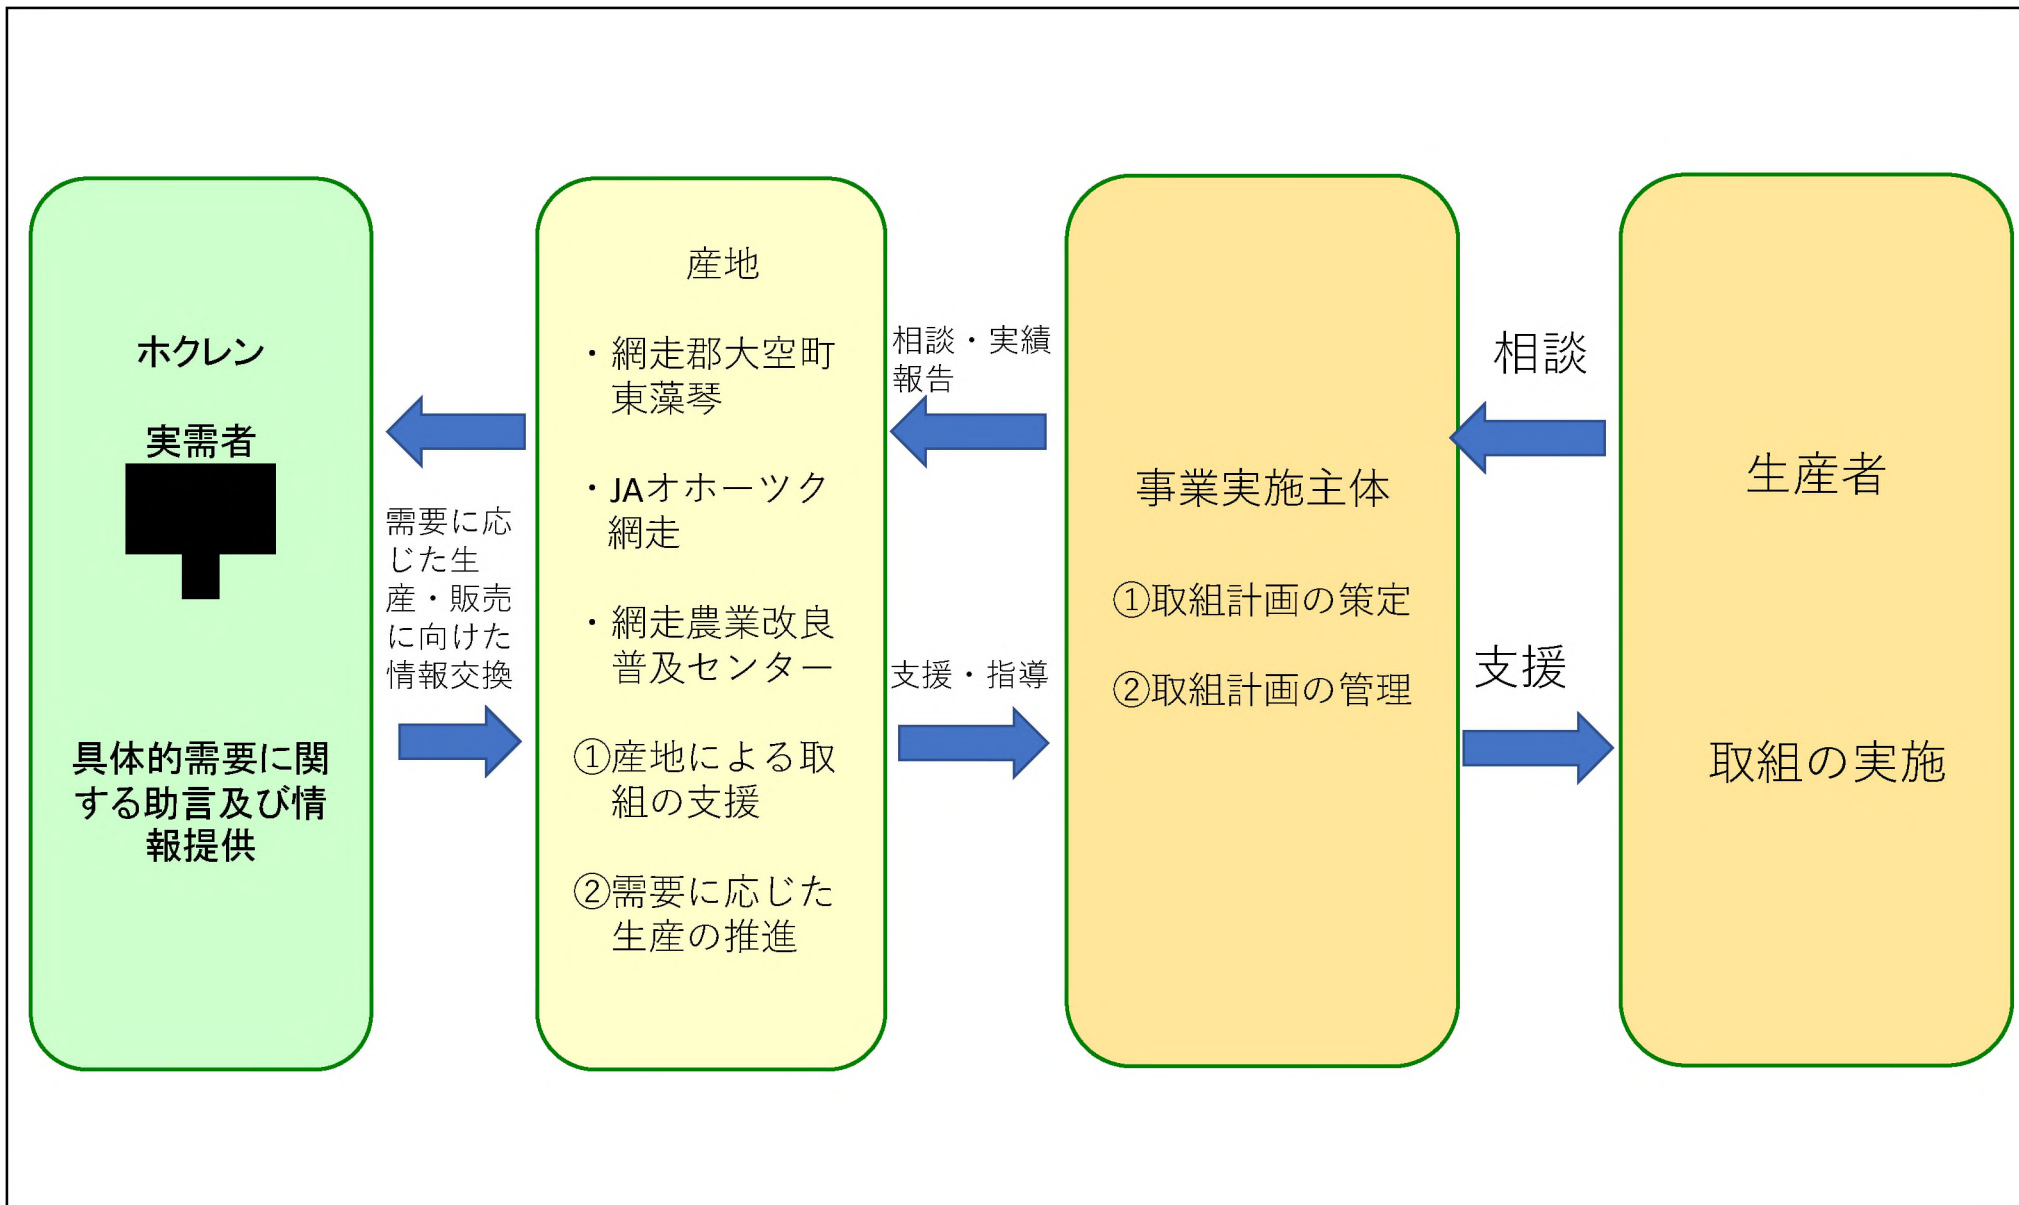 ホクレン
実需者
具体的需要に関
する助言及び情
報提供
需要に応
じた生
産・販売
に向けた
情報交換
産地
・網走郡大空町
東藻琴
・JAオホーツク
網走
・網走農業改良
普及センター
①産地による取
組の支援
②需要に応じた
生産の推進
相談・実績
報告
支援・指導
事業実施主体
①取組計画の策定
②取組計画の管理
相談
支援
生産者
取組の実施